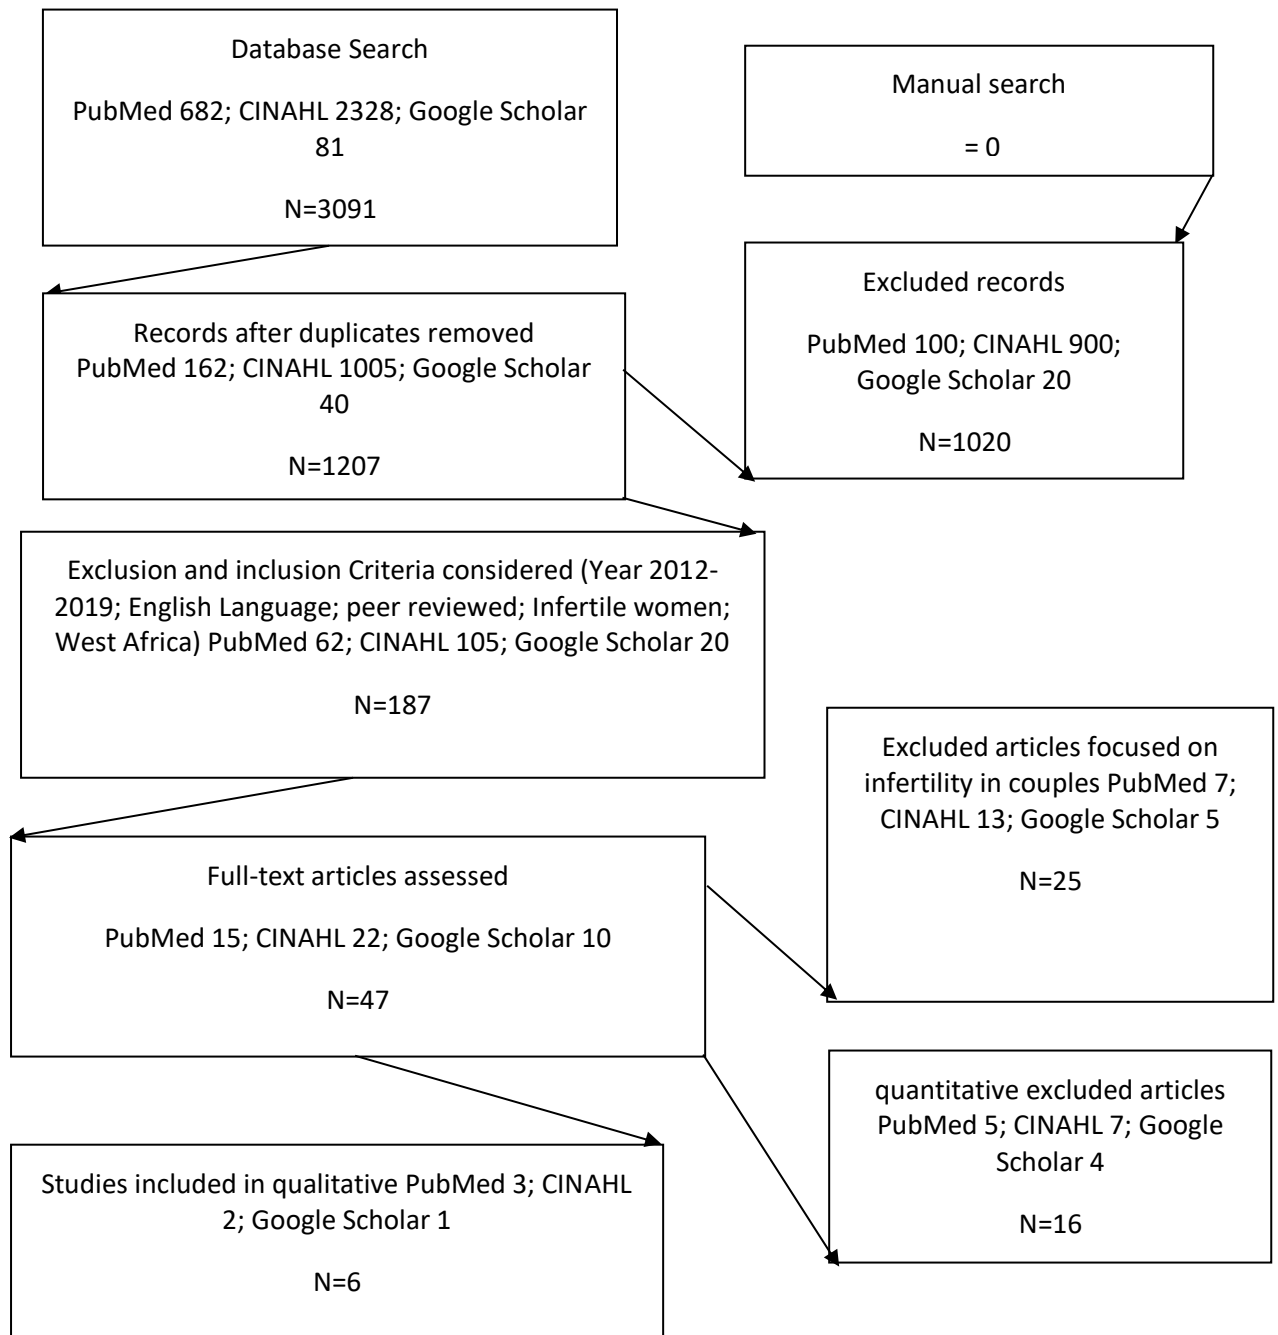 Database Search
PubMed 682; CINAHL 2328; Google Scholar
81
N=3091
Manual search
= 0
Records after duplicates removed
PubMed 162; CINAHL 1005; Google Scholar
40
N=1207
Excluded records
PubMed 100; CINAHL 900;
Google Scholar 20
N=1020
Exclusion and inclusion Criteria considered (Year 2012-
2019; English Language; peer reviewed; Infertile women;
West Africa) PubMed 62; CINAHL 105; Google Scholar 20
N=187
Excluded articles focused on
infertility in couples PubMed 7;
CINAHL 13; Google Scholar 5
N=25
Full-text articles assessed
PubMed 15; CINAHL 22; Google Scholar 10
N=47
quantitative excluded articles
PubMed 5; CINAHL 7; Google
Scholar 4
N=16
Studies included in qualitative PubMed 3; CINAHL
2; Google Scholar 1
N=6